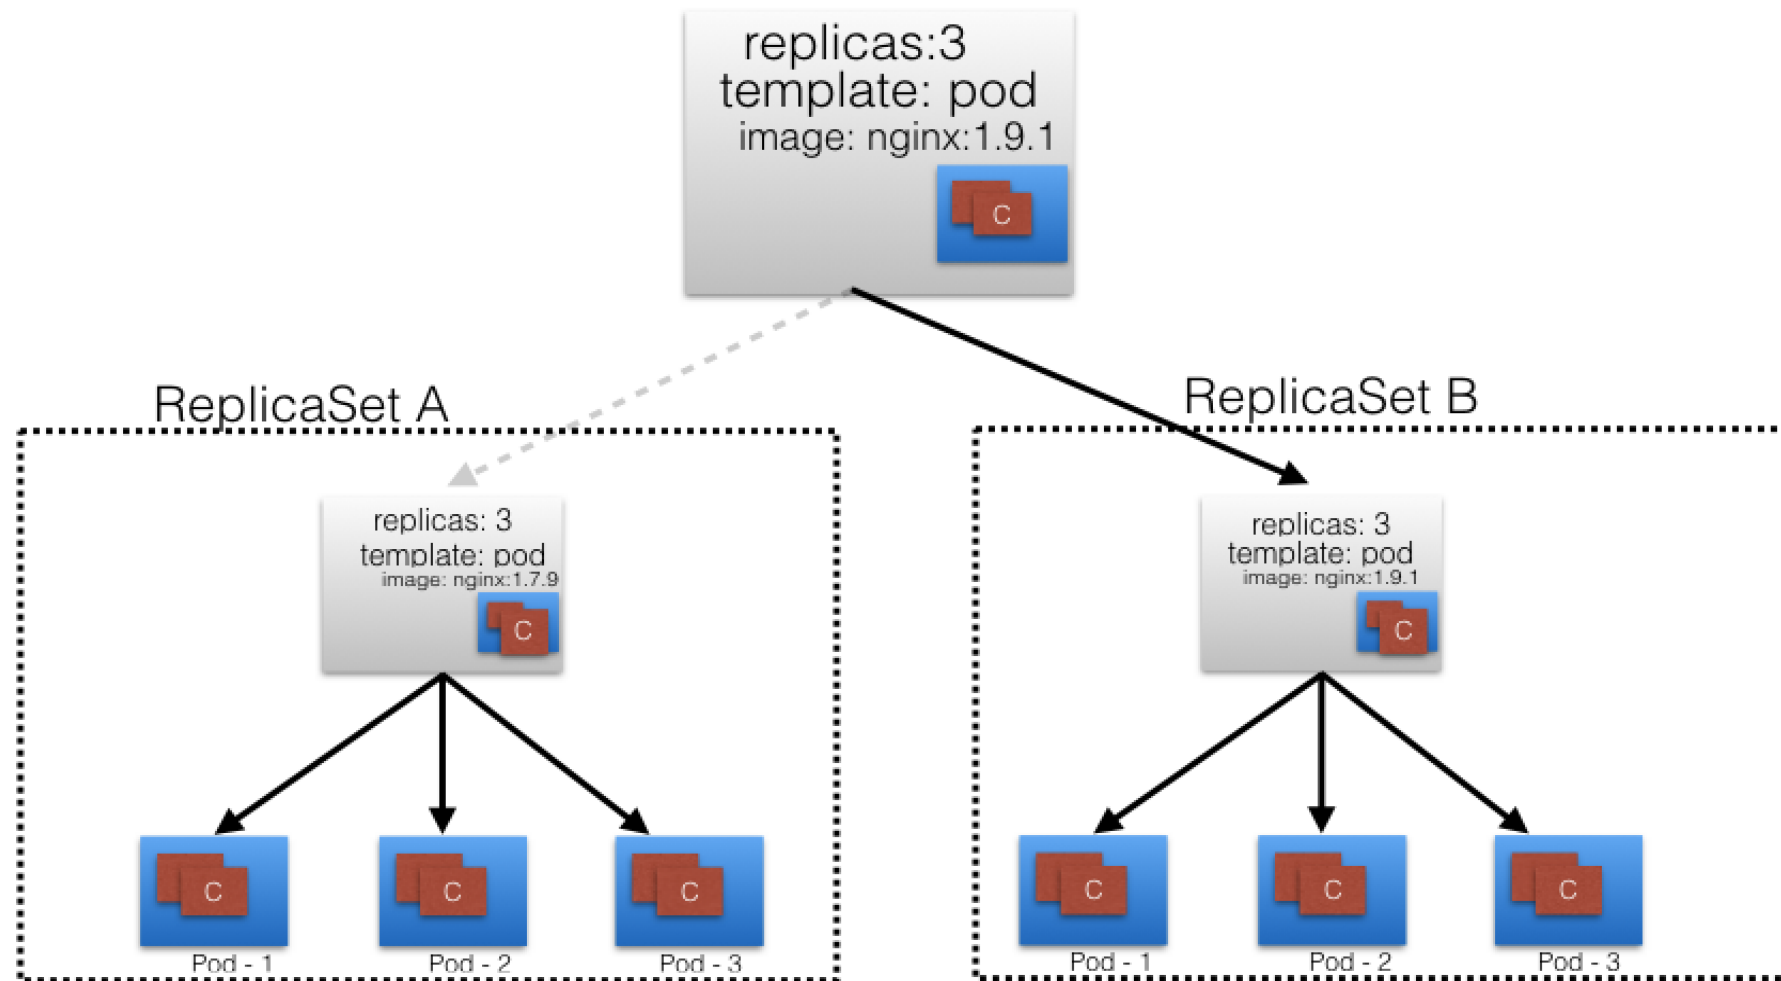 replicas:3
template: pod
image: nginx:1.9.1
C
ReplicaSet A
replicas: 3
template: pod
image: nginx:1.7.9
C
C
C
C
Pod - 1
Pod - 2
Pod - 3
ReplicaSet B
replicas: 3
template: pod
image: nginx:1.9.1
C
C
C
C
Pod - 1
Pod - 2
Pod - 3